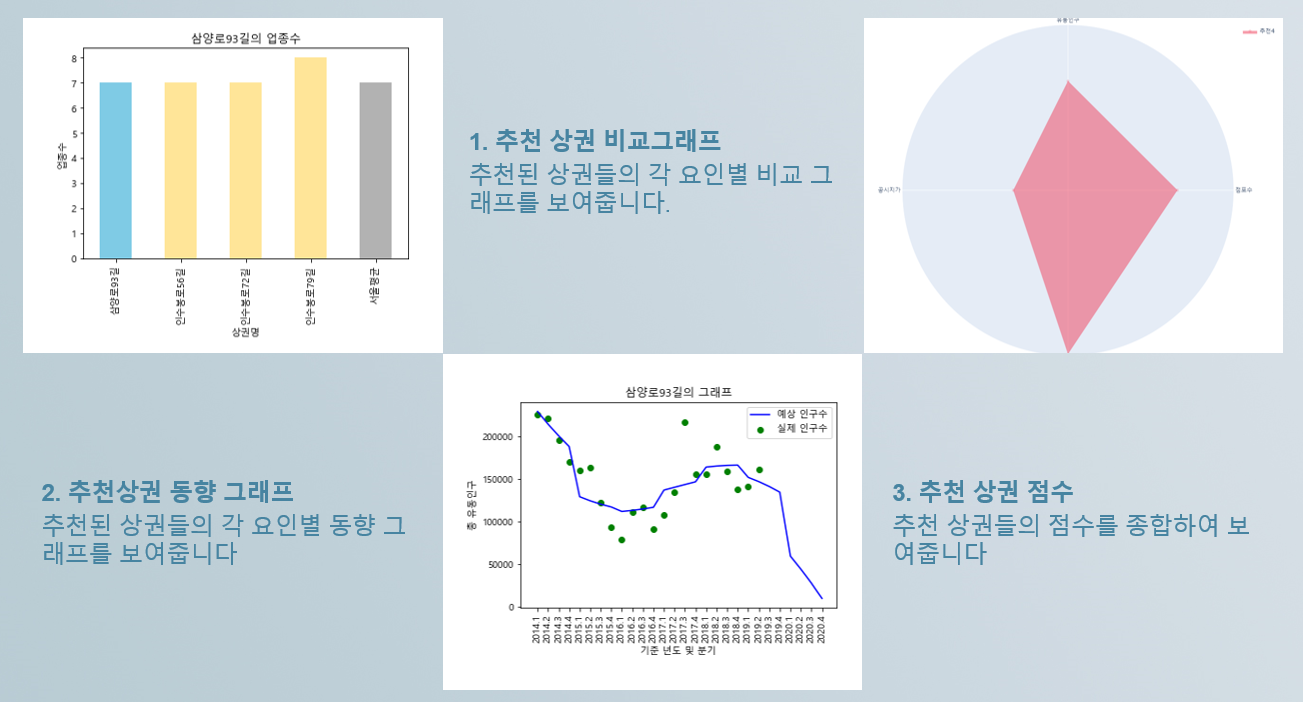 삼양로93길의 업종수
8
7
6
5
4
3
2
1
0
업종수
삼양로93길
인수봉로56길
인수봉로72길
인수봉로79길
서울평균
상권명
1. 추천 상권 비교그래프
추천된 상권들의 각 요인별 비교 그
래프를 보여줍니다.
유동인구
추천4
공시지가
점포수
2. 추천상권 동향 그래프
추천된 상권들의 각 요인별 동향 그
래프를 보여줍니다
삼양로93길의 그래프
예상 인구수
실제 인구수
200000
150000
100000
50000
0
총 유동인구
2014.1
2014.2
2014.3
2014.4
2015.1
2015.2
2015.3
2015.4
2016.1
2016.2
2016.3
2016.4
2017.1
2017.2
2017.3
2017.4
2018.1
2018.2
2018.3
2018.4
2019.1
2019.2
2019.3
2019.4
2020.1
2020.2
2020.3
2020.4
기준 년도 및 분기
3. 추천 상권 점수
추천 상권들의 점수를 종합하여 보
여줍니다